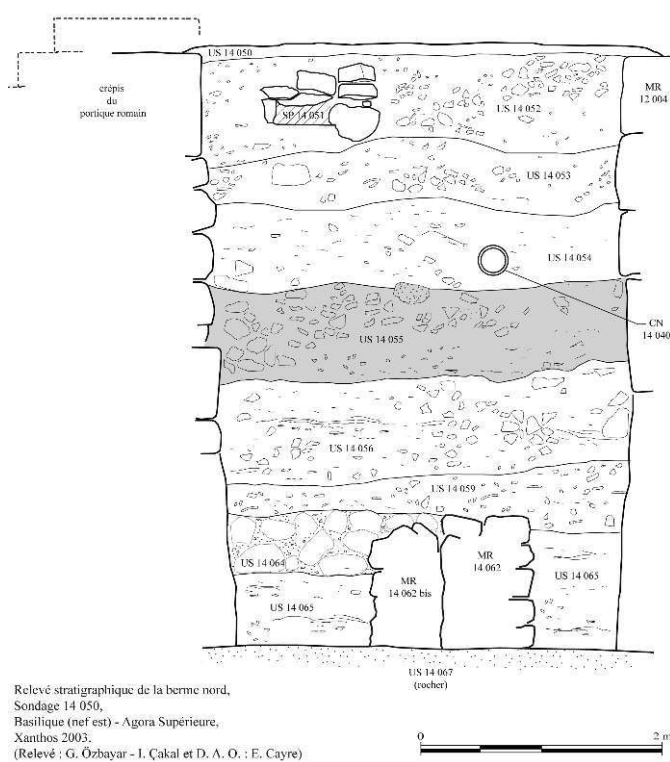 US 14 050
crépis
du
portique romain
MR
12 004
SP 14 051
US 14 052
US 14 053
US 14 054
CN
14 040
US 14 055
US 14 056
US 14 059
US 14 064
MR
14 062 bis
MR
14 062
US 14 065
US 14 065
US 14 067
(rocher)
Relevé stratigraphique de la berme nord,
Sondage 14 050,
Basilique (nef est) - Agora Supérieure,
Xanthos 2003.
(Relevé : G. Özbayar - I. Çakal et D. A. O. : E. Cayre)
0
2 m